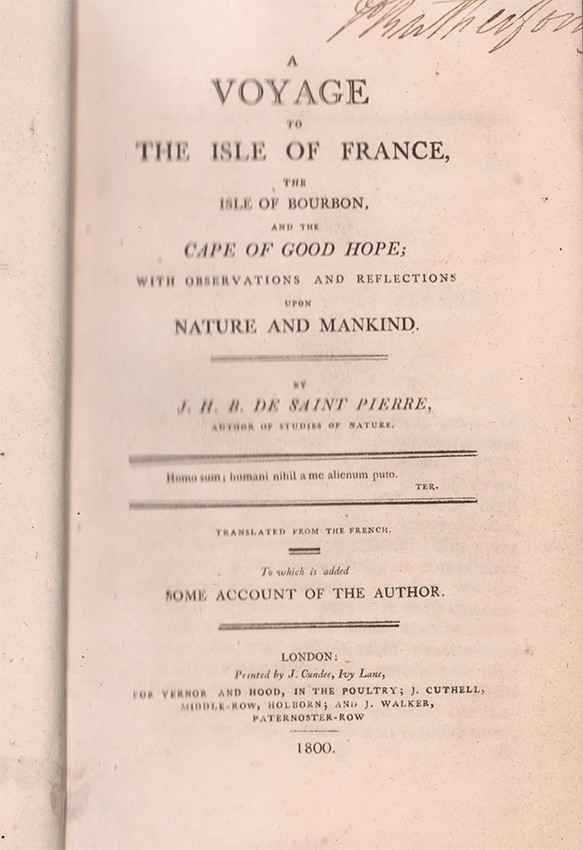 A
VOYAGE
TO
THE ISLE OF FRANCE,
THE
ISLE OF BOURBON,
AND THE
CAPE OF GOOD HOPE;
WITH OBSERVATIONS AND REFLECTIONS
UPON
NATURE AND MANKIND.
BY
J. H. B. DE SAINT PIERRE,
AUTHOR OF STUDIES OF NATURE.
Homo sum; humani nihil a me alienum puto.
TER.
TRANSLATED FROM THE FRENCH.
To which is added
SOME ACCOUNT OF THE AUTHOR.
LONDON:
Printed by J. Cundee, Ivy Lane,
FOR VERNOR AND HOOD, IN THE POULTRY; J. CUTHELL,
MIDDLE-ROW, HOLBORN; AND J. WALKER,
PATERNOSTER-ROW
1800.